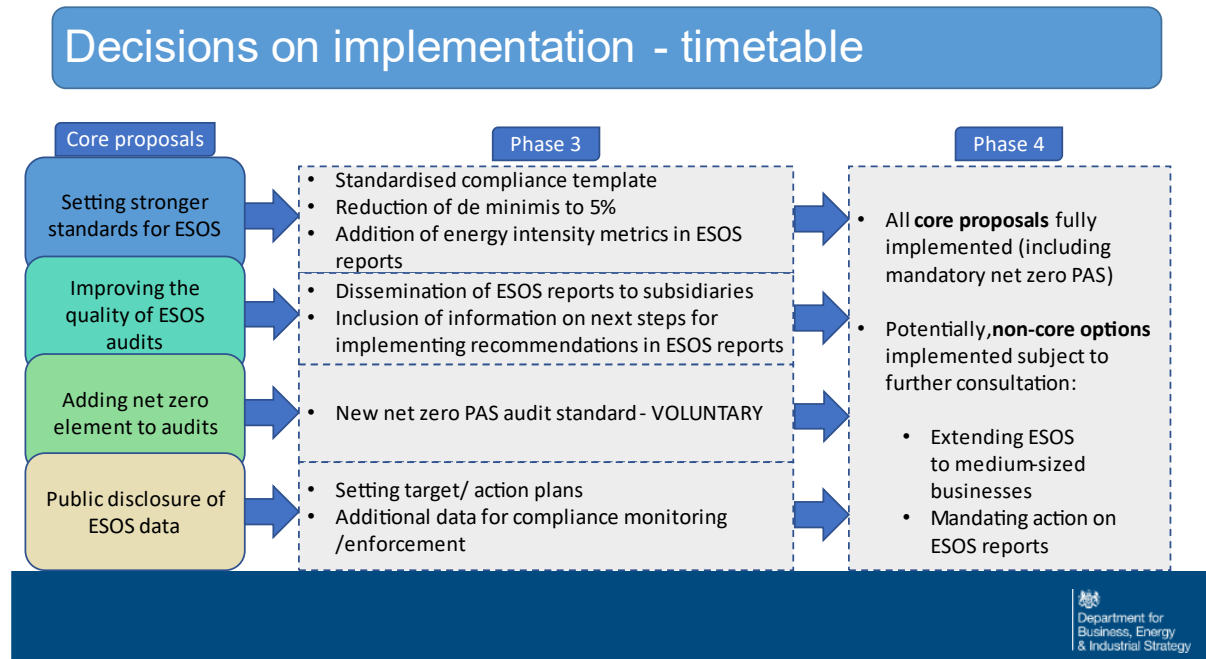 Decisions on implementation - timetable
Core proposals
Phase 3
Phase 4
Setting stronger
standards for ESOS
• Standardised compliance template
• Reduction of de minimis to 5%
• Addition of energy intensity metrics in ESOS
reports
Improving the
quality of ESOS
audits
• Dissemination of ESOS reports to subsidiaries
• Inclusion of information on next steps for
implementing recommendations in ESOS reports
Adding net zero
element to audits
• New net zero PAS audit standard - VOLUNTARY
Public disclosure of
ESOS data
• Setting target/ action plans
• Additional data for compliance monitoring
/enforcement
• All core proposals fully
implemented (including
mandatory net zero PAS)
• Potentially, non-core options
implemented subject to
further consultation:
• Extending ESOS
to medium-sized
businesses
• Mandating action on
ESOS reports
Department for
Business, Energy
& Industrial Strategy